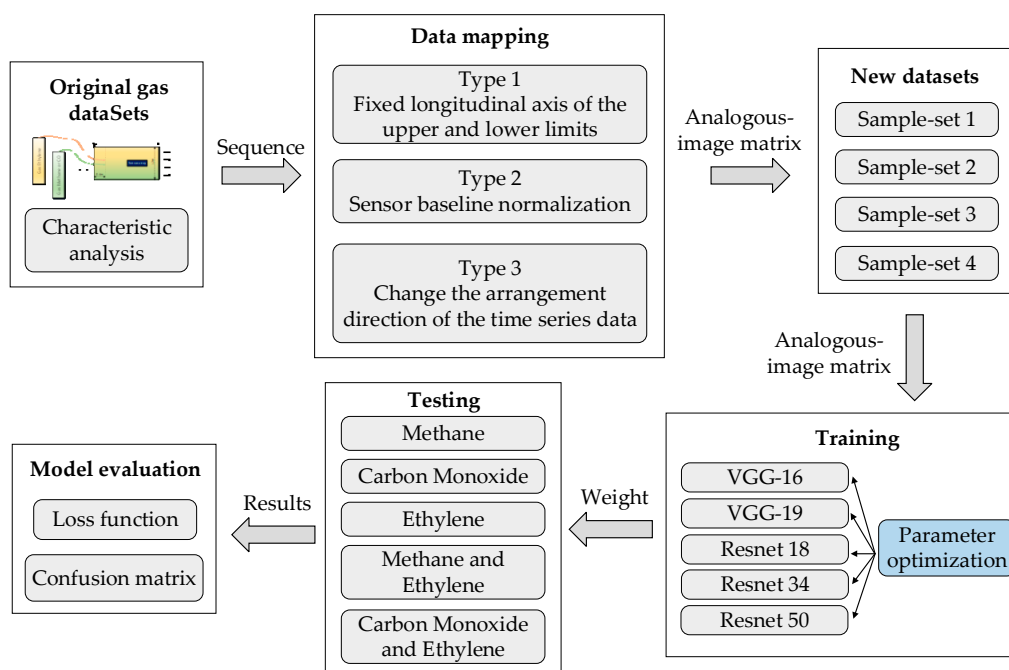 Original gas
dataSets
Characteristic
analysis
Sequence
Data mapping
Type 1
Fixed longitudinal axis of the
upper and lower limits
Type 2
Sensor baseline normalization
Type 3
Change the arrangement
direction of the time series data
Analogous-
image matrix
New datasets
Sample-set 1
Sample-set 2
Sample-set 3
Sample-set 4
Analogous-
image matrix
Training
VGG-16
VGG-19
Resnet 18
Resnet 34
Resnet 50
Parameter
optimization
Weight
Testing
Methane
Carbon Monoxide
Ethylene
Methane and
Ethylene
Carbon Monoxide
and Ethylene
Results
Model evaluation
Loss function
Confusion matrix